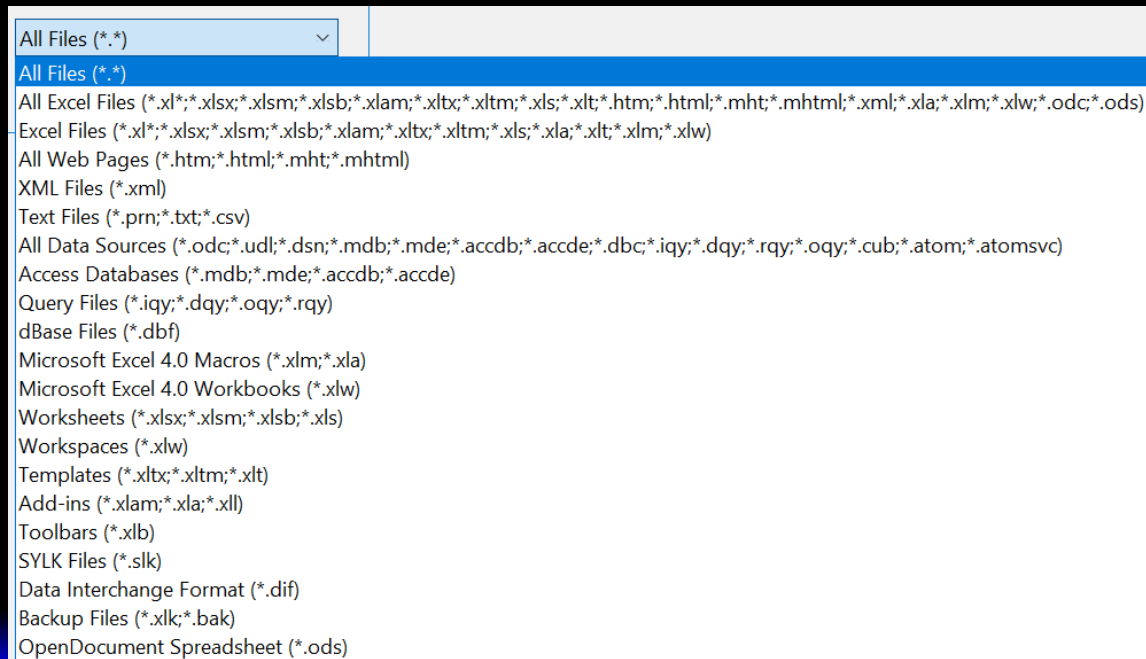 All Files (*.*)
All Files (*.*)
All Excel Files (*.xl*;*.xlsx;*.xlsm;*.xlsb;*.xlam;*.xltx;*.xltm;*.xls;*.xlt;*.htm;*.html;*.mht;*.mhtml;*.xml;*.xla;*.xlm;*.xlw;*.odc;*.ods)
Excel Files (*.xl*;*.xlsx;*.xlsm;*.xlsb;*.xlam;*.xltx;*.xltm;*.xls;*.xla;*.xlt;*.xlm;*.xlw)
All Web Pages (*.htm;*.html;*.mht;*.mhtml)
XML Files (*.xml)
Text Files (*.prn;*.txt;*.csv)
All Data Sources (*.odc;*.udl;*.dsn;*.mdb;*.mde;*.accdb;*.accde;*.dbc;*.iqy;*.dqy;*.rqy;*.oqy;*.cub;*.atom;*.atomsvc)
Access Databases (*.mdb;*.mde;*.accdb;*.accde)
Query Files (*.iqy;*.dqy;*.oqy;*.rqy)
dBase Files (*.dbf)
Microsoft Excel 4.0 Macros (*.xlm;*.xla)
Microsoft Excel 4.0 Workbooks (*.xlw)
Worksheets (*.xlsx;*.xlsm;*.xlsb;*.xls)
Workspaces (*.xlw)
Templates (*.xltx;*.xltm;*.xlt)
Add-ins (*.xlam;*.xla;*.xll)
Toolbars (*.xlb)
SYLK Files (*.slk)
Data Interchange Format (*.dif)
Backup Files (*.xlk;*.bak)
OpenDocument Spreadsheet (*.ods)